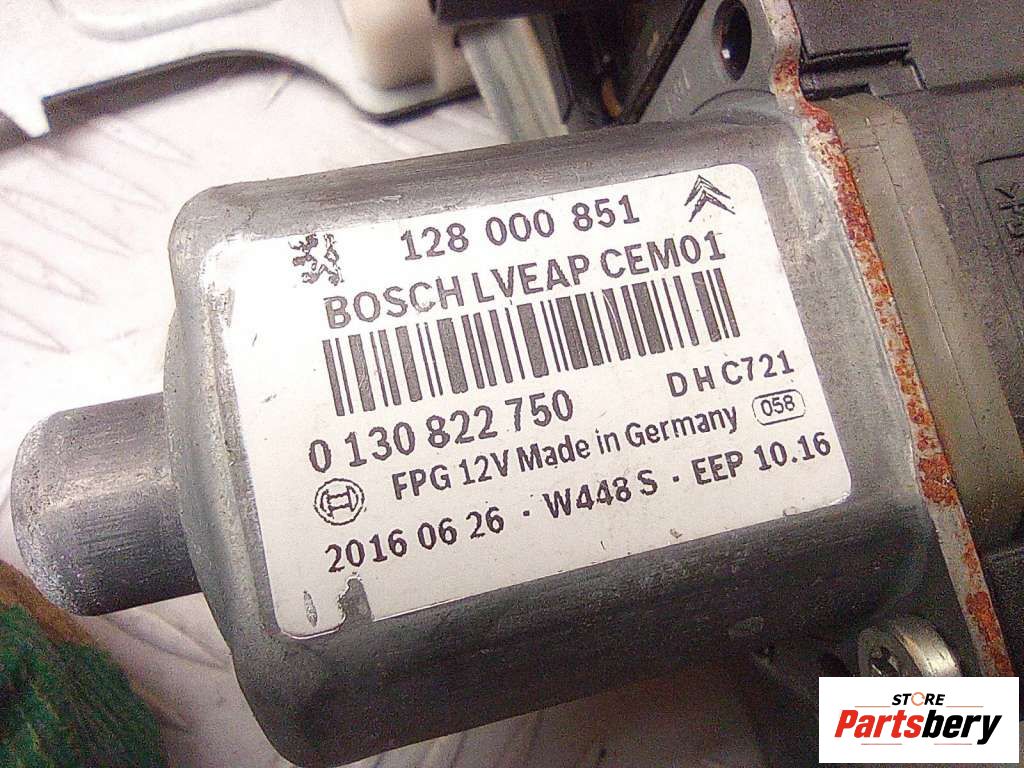 128 000 851
BOSCH LVEAP CEM01
0 130 822 750
D H C721
FPG 12V Made in Germany
058
2016 06 26 · W448 S · EEP 10.16
STORE
Partsbery